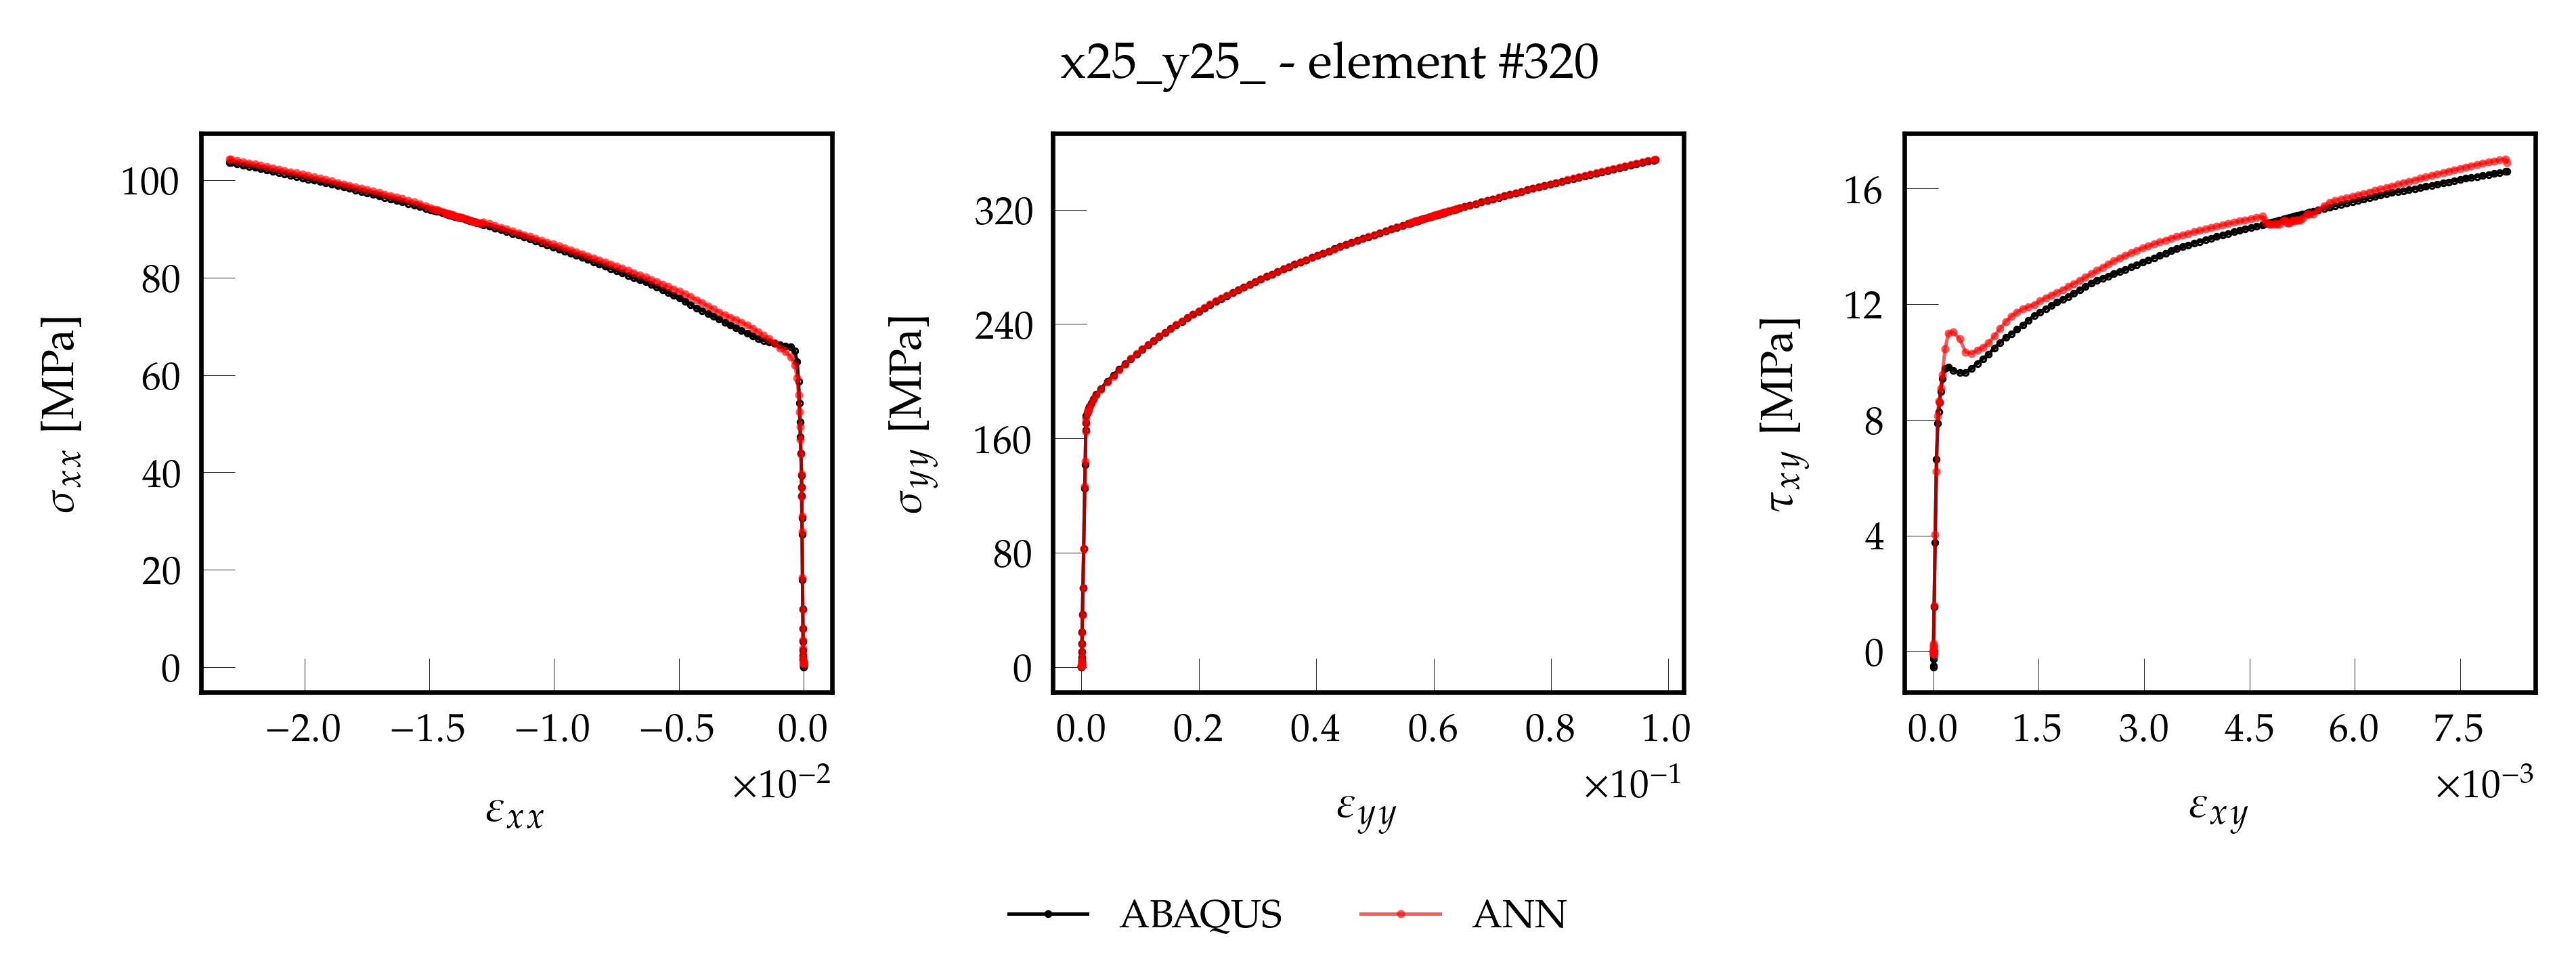 x25_y25_ - element #320
σxx [MPa]
100
80
60
40
20
0
−2.0 −1.5 −1.0 −0.5 0.0
×10−2
εxx
σyy [MPa]
320
240
160
80
0
0.0 0.2 0.4 0.6 0.8 1.0
×10−1
εyy
τxy [MPa]
16
12
8
4
0
0.0 1.5 3.0 4.5 6.0 7.5
×10−3
εxy
ABAQUS ANN